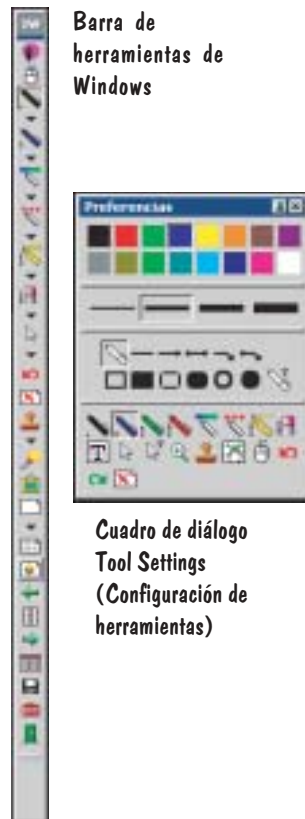 Barra de
herramientas de
Windows
Preferencias
T
Cuadro de diálogo
Tool Settings
(Configuración de
herramientas)